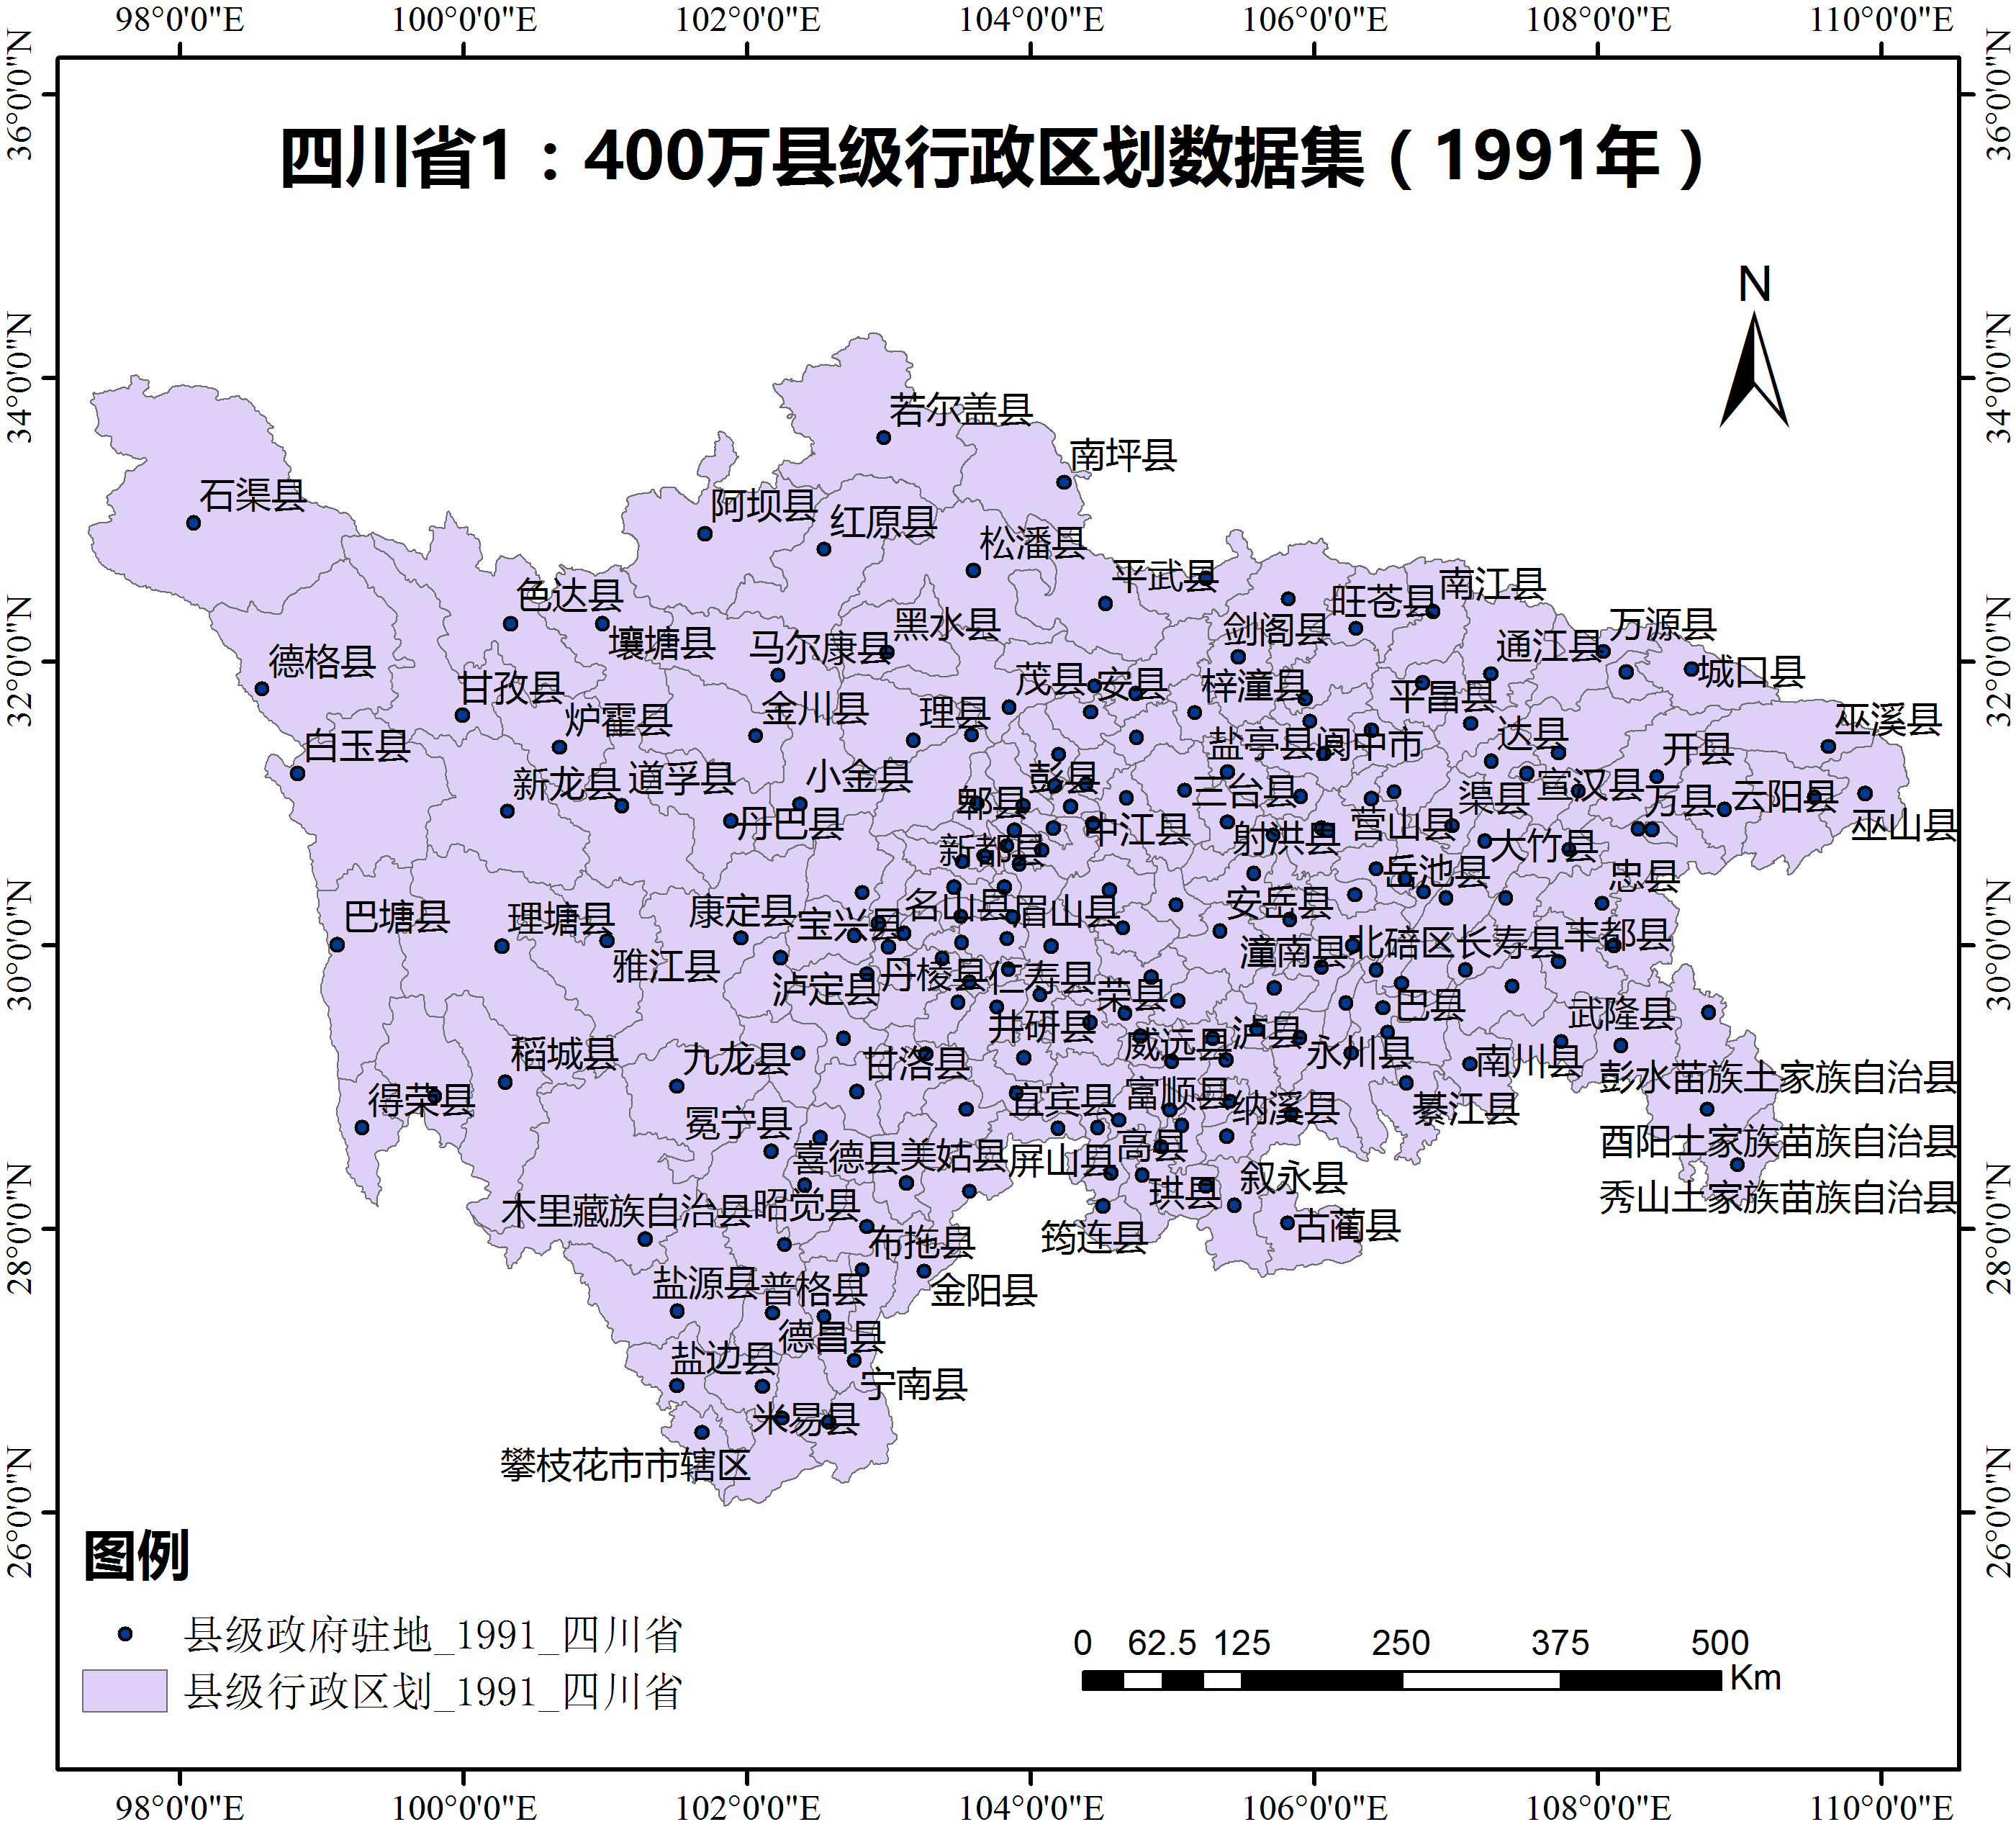 98°0'0"E 100°0'0"E 102°0'0"E 104°0'0"E 106°0'0"E 108°0'0"E 110°0'0"E
36°0'0"N 36°0'0"N
四川省1：400万县级行政区划数据集（1991年）
N
34°0'0"N 34°0'0"N
若尔盖县
南坪县
石渠县
阿坝县
红原县
松潘县
平武县
南江县
色达县
旺苍县
万源县
黑水县
剑阁县
壤塘县
马尔康县
通江县
32°0'0"N 32°0'0"N
德格县
城口县
茂县
安县
梓潼县
甘孜县
平昌县
金川县
理县
炉霍县
巫溪县
达县
白玉县
盐亭县
阆中市
开县
新龙县
道孚县
小金县
彭县
三台县
宣汉县
渠县
万县
云阳县
郫县
丹巴县
中江县
营山县
巫山县
射洪县
新都县
大竹县
岳池县
忠县
巴塘县
理塘县
康定县
宝兴县
名山县
眉山县
安岳县
丰都县
北碚区
长寿县
潼南县
雅江县
30°0'0"N 30°0'0"N
泸定县
丹棱县
仁寿县
荣县
巴县
武隆县
井研县
威远县
泸县
永川县
稻城县
九龙县
甘洛县
南川县
彭水苗族土家族自治县
得荣县
宜宾县
富顺县
纳溪县
綦江县
冕宁县
酉阳土家族苗族自治县
喜德县
美姑县
屏山县
高县
叙永县
珙县
秀山土家族苗族自治县
木里藏族自治县
昭觉县
古蔺县
筠连县
布拖县
28°0'0"N 28°0'0"N
盐源县
普格县
金阳县
德昌县
盐边县
宁南县
米易县
攀枝花市市辖区
26°0'0"N 26°0'0"N
图例
县级政府驻地_1991_四川省
县级行政区划_1991_四川省
0 62.5 125 250 375 500
Km
98°0'0"E 100°0'0"E 102°0'0"E 104°0'0"E 106°0'0"E 108°0'0"E 110°0'0"E